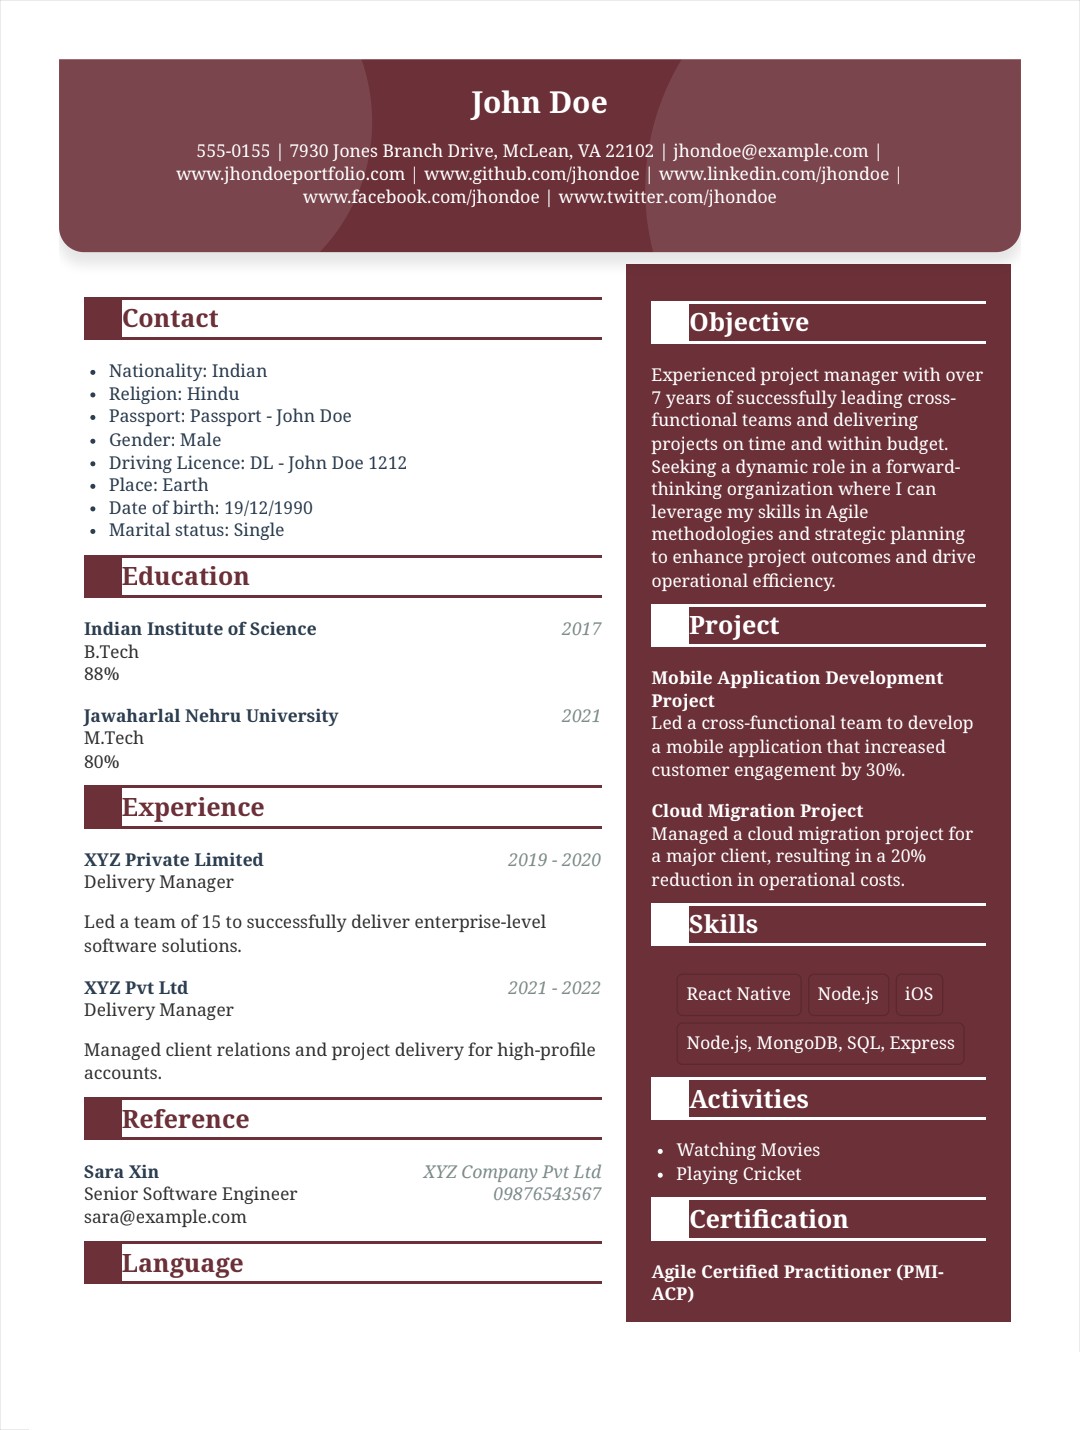 John Doe
555-0155 | 7930 Jones Branch Drive, McLean, VA 22102 | jhondoe@example.com |
www.jhondoeportfolio.com | www.github.com/jhondoe | www.linkedin.com/jhondoe |
www.facebook.com/jhondoe | www.twitter.com/jhondoe
Contact
• Nationality: Indian
• Religion: Hindu
• Passport: Passport - John Doe
• Gender: Male
• Driving Licence: DL - John Doe 1212
• Place: Earth
• Date of birth: 19/12/1990
• Marital status: Single
Education
Indian Institute of Science 2017
B.Tech
88%
Jawaharlal Nehru University 2021
M.Tech
80%
Experience
XYZ Private Limited 2019 - 2020
Delivery Manager
Led a team of 15 to successfully deliver enterprise-level
software solutions.
XYZ Pvt Ltd 2021 - 2022
Delivery Manager
Managed client relations and project delivery for high-profile
accounts.
Reference
Sara Xin XYZ Company Pvt Ltd
Senior Software Engineer 09876543567
sara@example.com
Language
Objective
Experienced project manager with over
7 years of successfully leading cross-
functional teams and delivering
projects on time and within budget.
Seeking a dynamic role in a forward-
thinking organization where I can
leverage my skills in Agile
methodologies and strategic planning
to enhance project outcomes and drive
operational efficiency.
Project
Mobile Application Development
Project
Led a cross-functional team to develop
a mobile application that increased
customer engagement by 30%.
Cloud Migration Project
Managed a cloud migration project for
a major client, resulting in a 20%
reduction in operational costs.
Skills
React Native Node.js iOS
Node.js, MongoDB, SQL, Express
Activities
• Watching Movies
• Playing Cricket
Certification
Agile Certified Practitioner (PMI-
ACP)